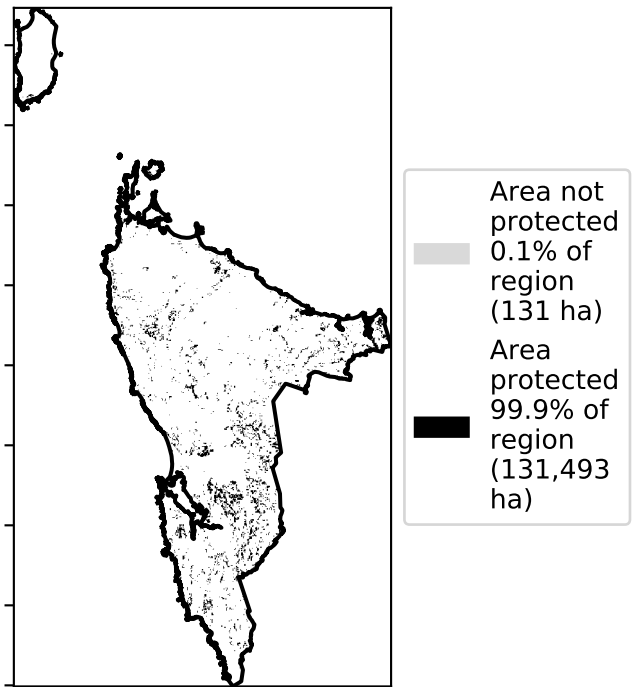 Area not
protected
0.1% of
region
(131 ha)
Area
protected
99.9% of
region
(131,493
ha)